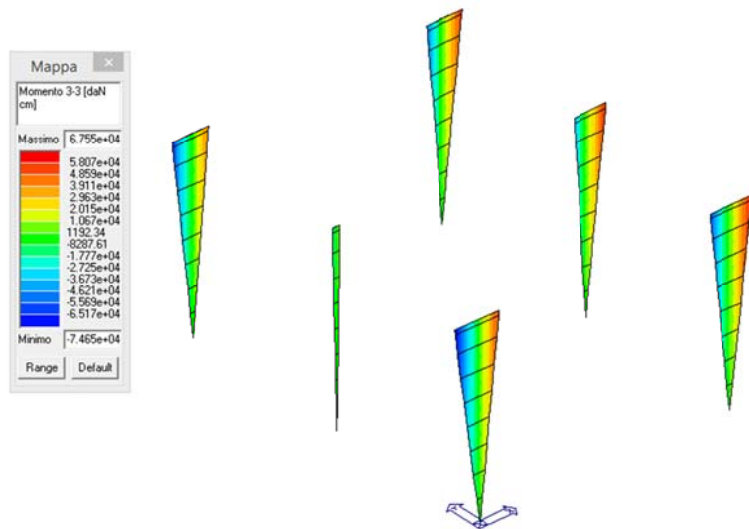 Mappa
Momento 3-3 [daN
cm]
Massimo 6.755e+04
5.807e+04
4.859e+04
3.911e+04
2.963e+04
2.015e+04
1.067e+04
1192.34
-8287.61
-1.777e+04
-2.725e+04
-3.673e+04
-4.621e+04
-5.569e+04
-6.517e+04
Minimo -7.465e+04
Range Default